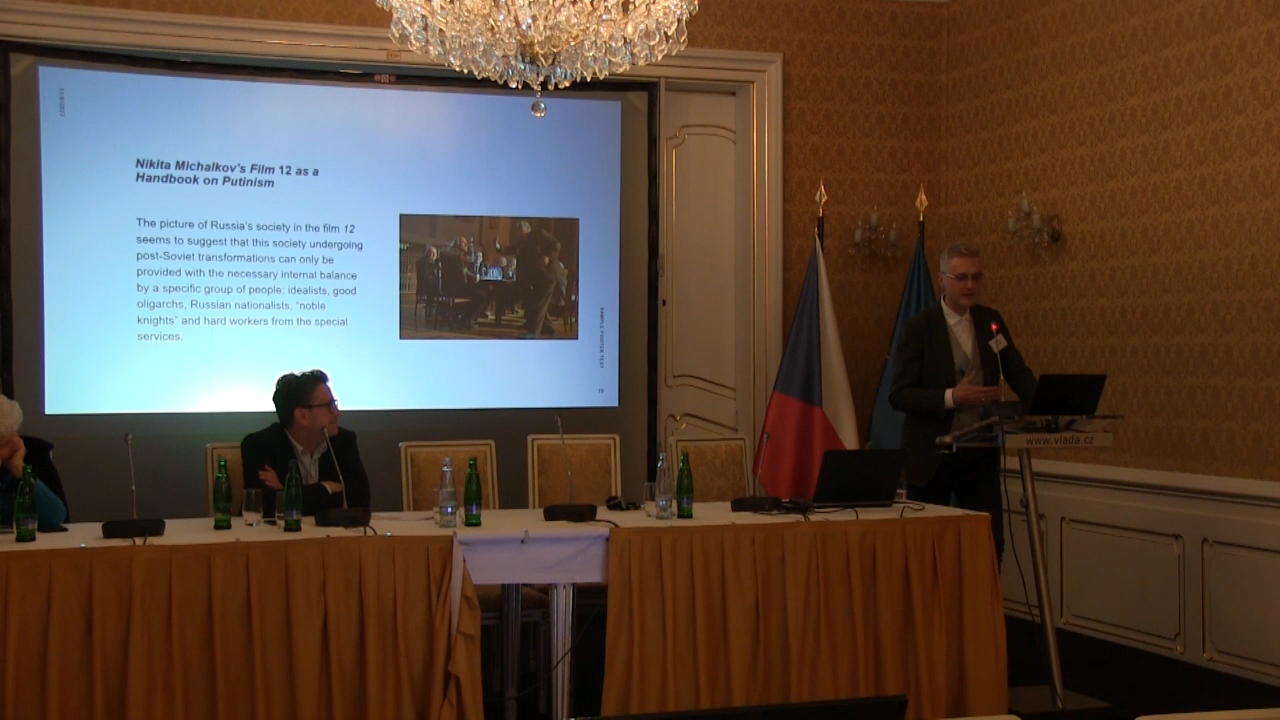 Nikita Michalkov's Film 12 as a
Handbook on Putinism
The picture of Russia's society in the film 12
seems to suggest that this society undergoing
post-Soviet transformations can only be
provided with the necessary internal balance
by a specific group of people: idealists, good
oligarchs, Russian nationalists, "noble
knights" and hard workers from the special
services.
SAMPLE FOOTER TEXT
www.vlada.cz